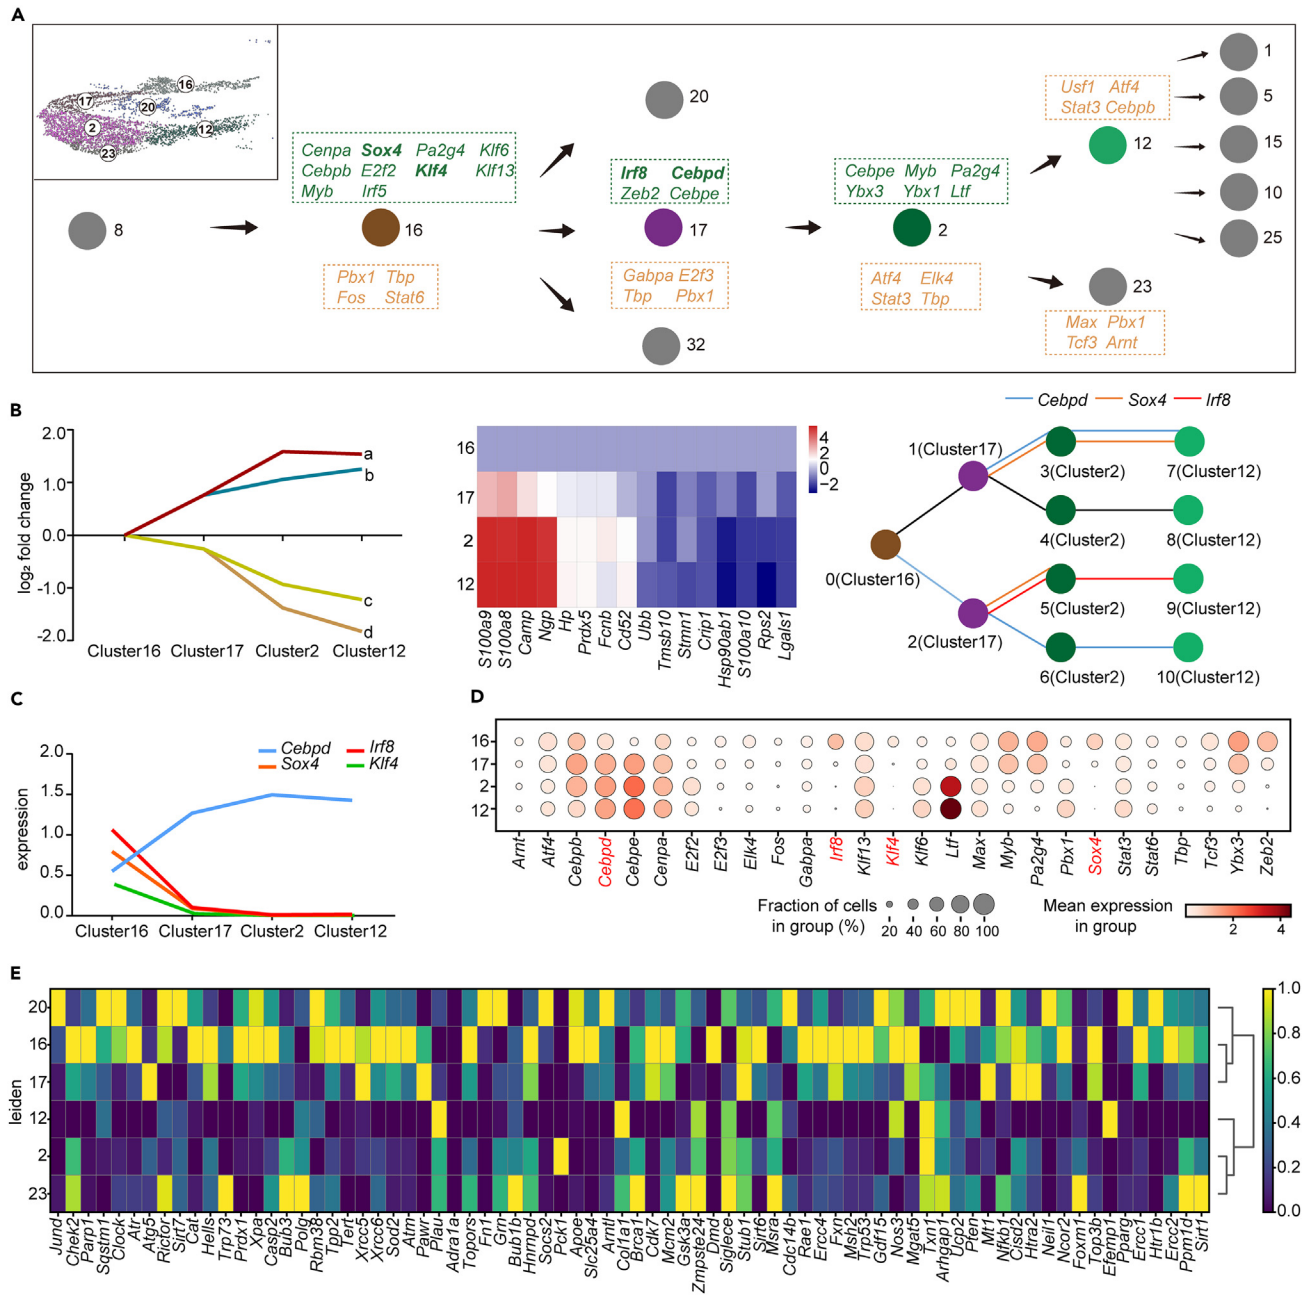 A
16
17
20
2
12
23
8
Cenpa Sox4 Pa2g4 Klf6
Cebpb E2f2 Klf4 Klf13
Myb Irf5
16
Pbx1 Tbp
Fos Stat6
20
Irf8 Cebpd
Zeb2 Cebpe
17
Gabpa E2f3
Tbp Pbx1
32
Cebpe Myb Pa2g4
Ybx3 Ybx1 Ltf
2
Atf4 Elk4
Stat3 Tbp
Usf1 Atf4
Stat3 Cebpb
12
23
Max Pbx1
Tcf3 Arnt
1
5
15
10
25
B
log₂ fold change
2.0
1.0
0.0
-1.0
-2.0
a
b
c
d
Cluster16 Cluster17 Cluster2 Cluster12
16
17
2
12
4
2
0
−2
S100a9 S100a8 Camp Ngp Hp Prdx5 Fcnb Cd52 Ubb Tmsb10 Stmn1 Crip1 Hsp90ab1 S100a10 Rps2 Lgals1
Cebpd Sox4 Irf8
0(Cluster16)
1(Cluster17)
2(Cluster17)
3(Cluster2)
7(Cluster12)
4(Cluster2)
8(Cluster12)
5(Cluster2)
9(Cluster12)
6(Cluster2)
10(Cluster12)
C
expression
2.0
1.0
0.5
0.0
Cebpd Irf8
Sox4 Klf4
Cluster16 Cluster17 Cluster2 Cluster12
D
16
17
2
12
Arnt Atf4 Cebpb Cebpd Cebpe Cenpa E2f2 E2f3 Elk4 Fos Gabpa Irf8 Klf13 Klf4 Klf6 Ltf Max Myb Pa2g4 Pbx1 Sox4 Stat3 Stat6 Tbp Tcf3 Ybx3 Zeb2
Fraction of cells
in group (%)
20 40 60 80 100
Mean expression
in group
2 4
E
leiden
20
16
17
12
2
23
Jund Chek2 Parp1 Sqstm1 Clock Atr Atg5 Rictor Sirt7 Cat Hells Trp73 Prdx1 Xpa Casp2 Bub3 Polg Rbm38 Tpp2 Tert Xrcc5 Xrcc6 Sod2 Atm Pawr Plau Adra1a Topors Fn1 Grn Bub1b Hnrnpd Socs2 Pck1 Apoe Slc25a4 Arntl Col1a1 Brca1 Cdk7 Mcm2 Gsk3a Zmpste24 Dmd Siglece Stub1 Sirt6 Msra Cdc14b Rae1 Ercc4 Fxn Msh2 Trp53 Gdf15 Nos3 Mgat5 Txn1 Arhgap1 Ucp2 Pten Mt1 Nfkb1 Cisd2 Htra2 Neil1 Ncor2 Foxm1 Top3b Efemp1 Pparg Ercc1 Htr1b Ercc2 Ppm1d Sirt1
1.0
0.8
0.6
0.4
0.2
0.0